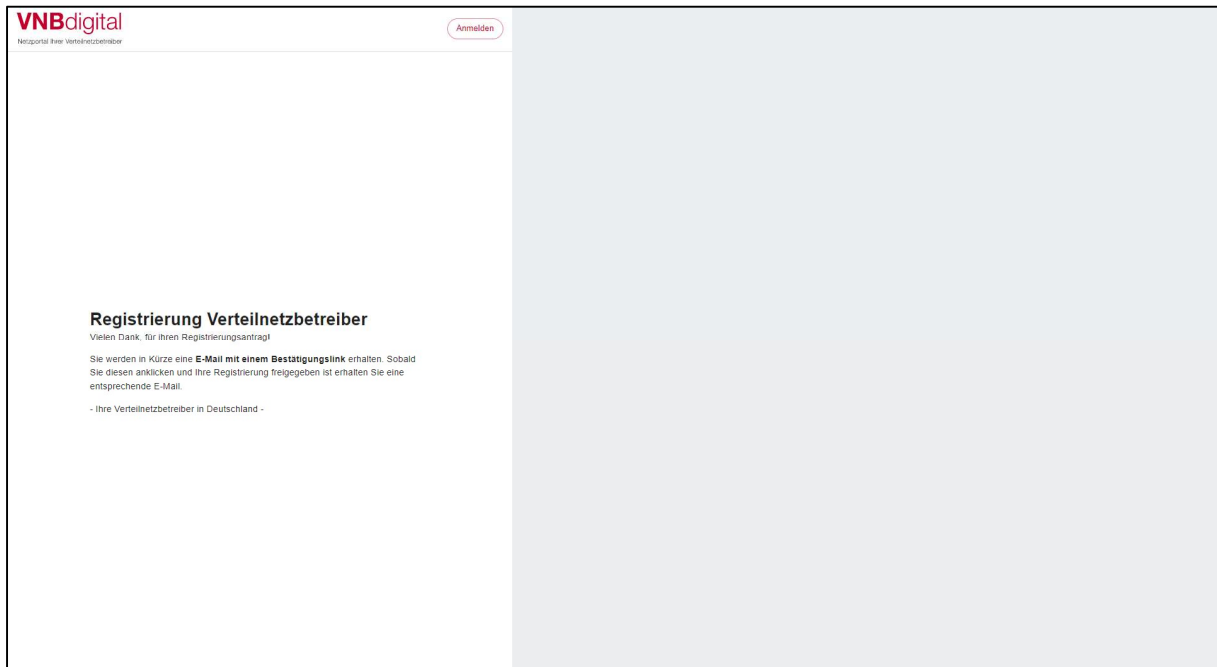 VNBdigital
Netzportal Ihrer Verteilnetzbetreiber
Anmelden
Registrierung Verteilnetzbetreiber
Vielen Dank, für ihren Registrierungsantrag!
Sie werden in Kürze eine E-Mail mit einem Bestätigungslink erhalten. Sobald
Sie diesen anklicken und Ihre Registrierung freigegeben ist erhalten Sie eine
entsprechende E-Mail.
- Ihre Verteilnetzbetreiber in Deutschland -